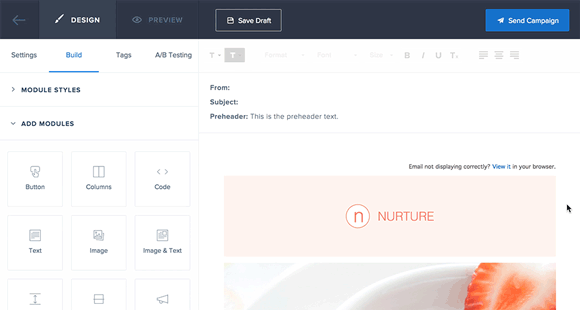 DESIGN
PREVIEW
Save Draft
Send Campaign
Settings
Build
Tags
A/B Testing
MODULE STYLES
ADD MODULES
Button
Columns
Code
Text
Image
Image & Text
Format
Font
Size
B I U T
From:
Subject:
Preheader: This is the preheader text.
Email not displaying correctly? View it in your browser.
n NURTURE